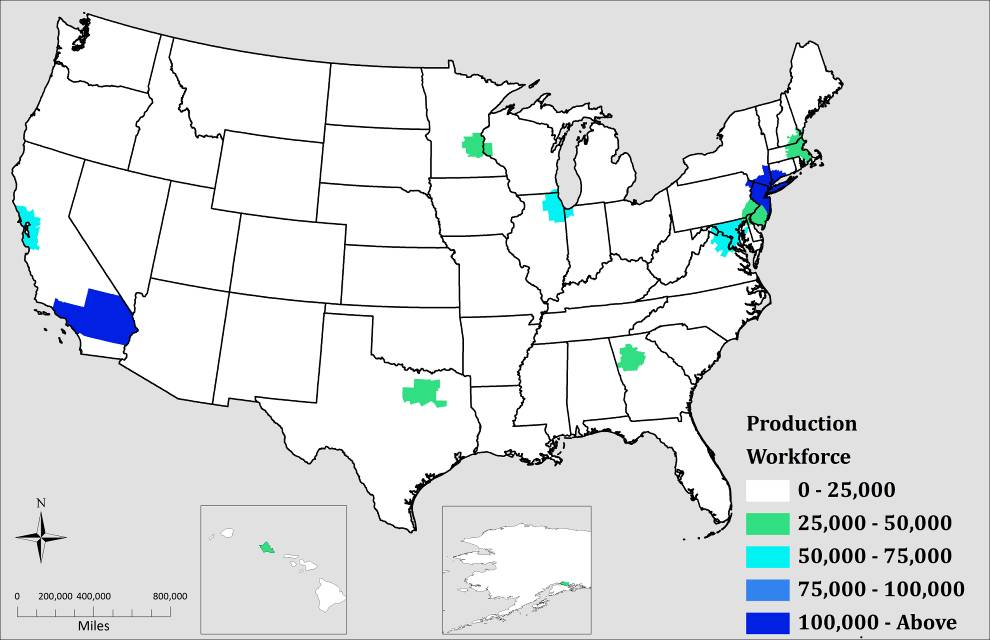 Production
Workforce
0 - 25,000
25,000 - 50,000
50,000 - 75,000
75,000 - 100,000
100,000 - Above
N
0 200,000 400,000 800,000
Miles